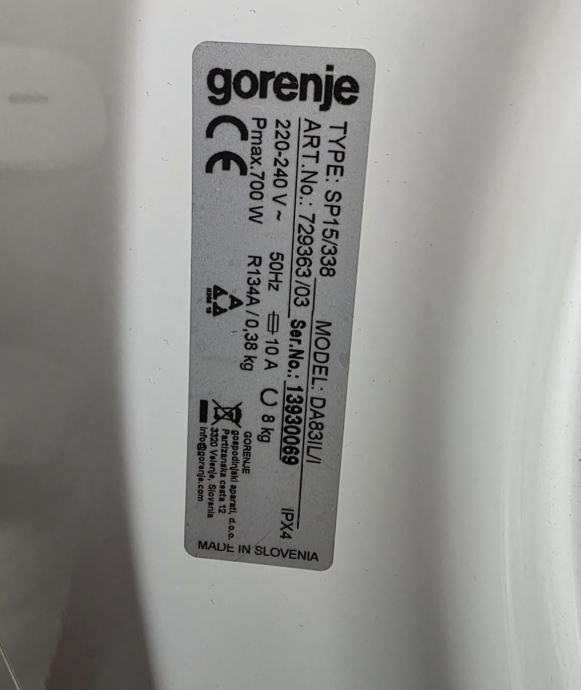 gorenje
TYPE: SP15/338 MODEL: DA83IL/I
ART.No.: 729363/03 Ser.No.: 13930069
220-240 V ~ 50Hz 10 A 8 kg IPX4
Pmax.700 W R134A / 0,38 kg
CE
GORENJE
gospodinjski aparati, d.o.o.
Partizanska cesta 12
3320 Velenje, Slovenia
info@gorenje.com
MADE IN SLOVENIA